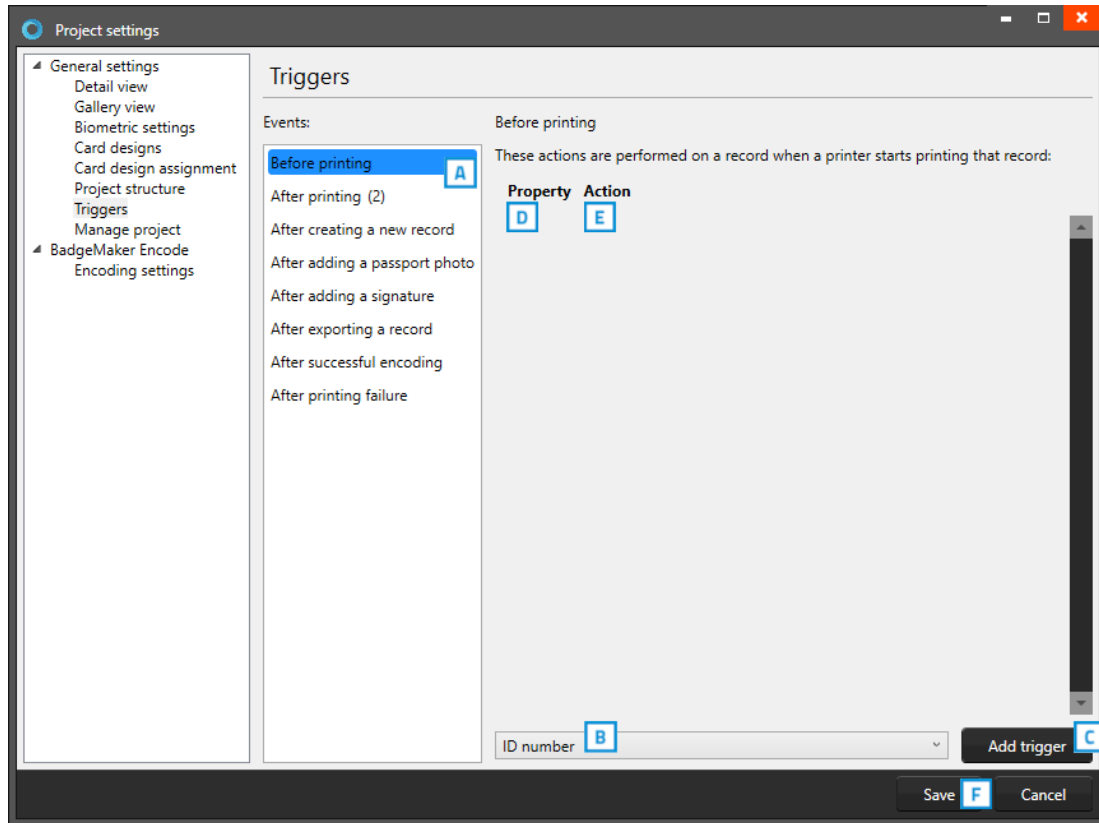 Project settings
General settings
Detail view
Gallery view
Biometric settings
Card designs
Card design assignment
Project structure
Triggers
Manage project
BadgeMaker Encode
Encoding settings
Triggers
Events:
Before printing A
After printing (2)
After creating a new record
After adding a passport photo
After adding a signature
After exporting a record
After successful encoding
After printing failure
Before printing
These actions are performed on a record when a printer starts printing that record:
Property Action
D E
ID number B
Add trigger C
Save F Cancel